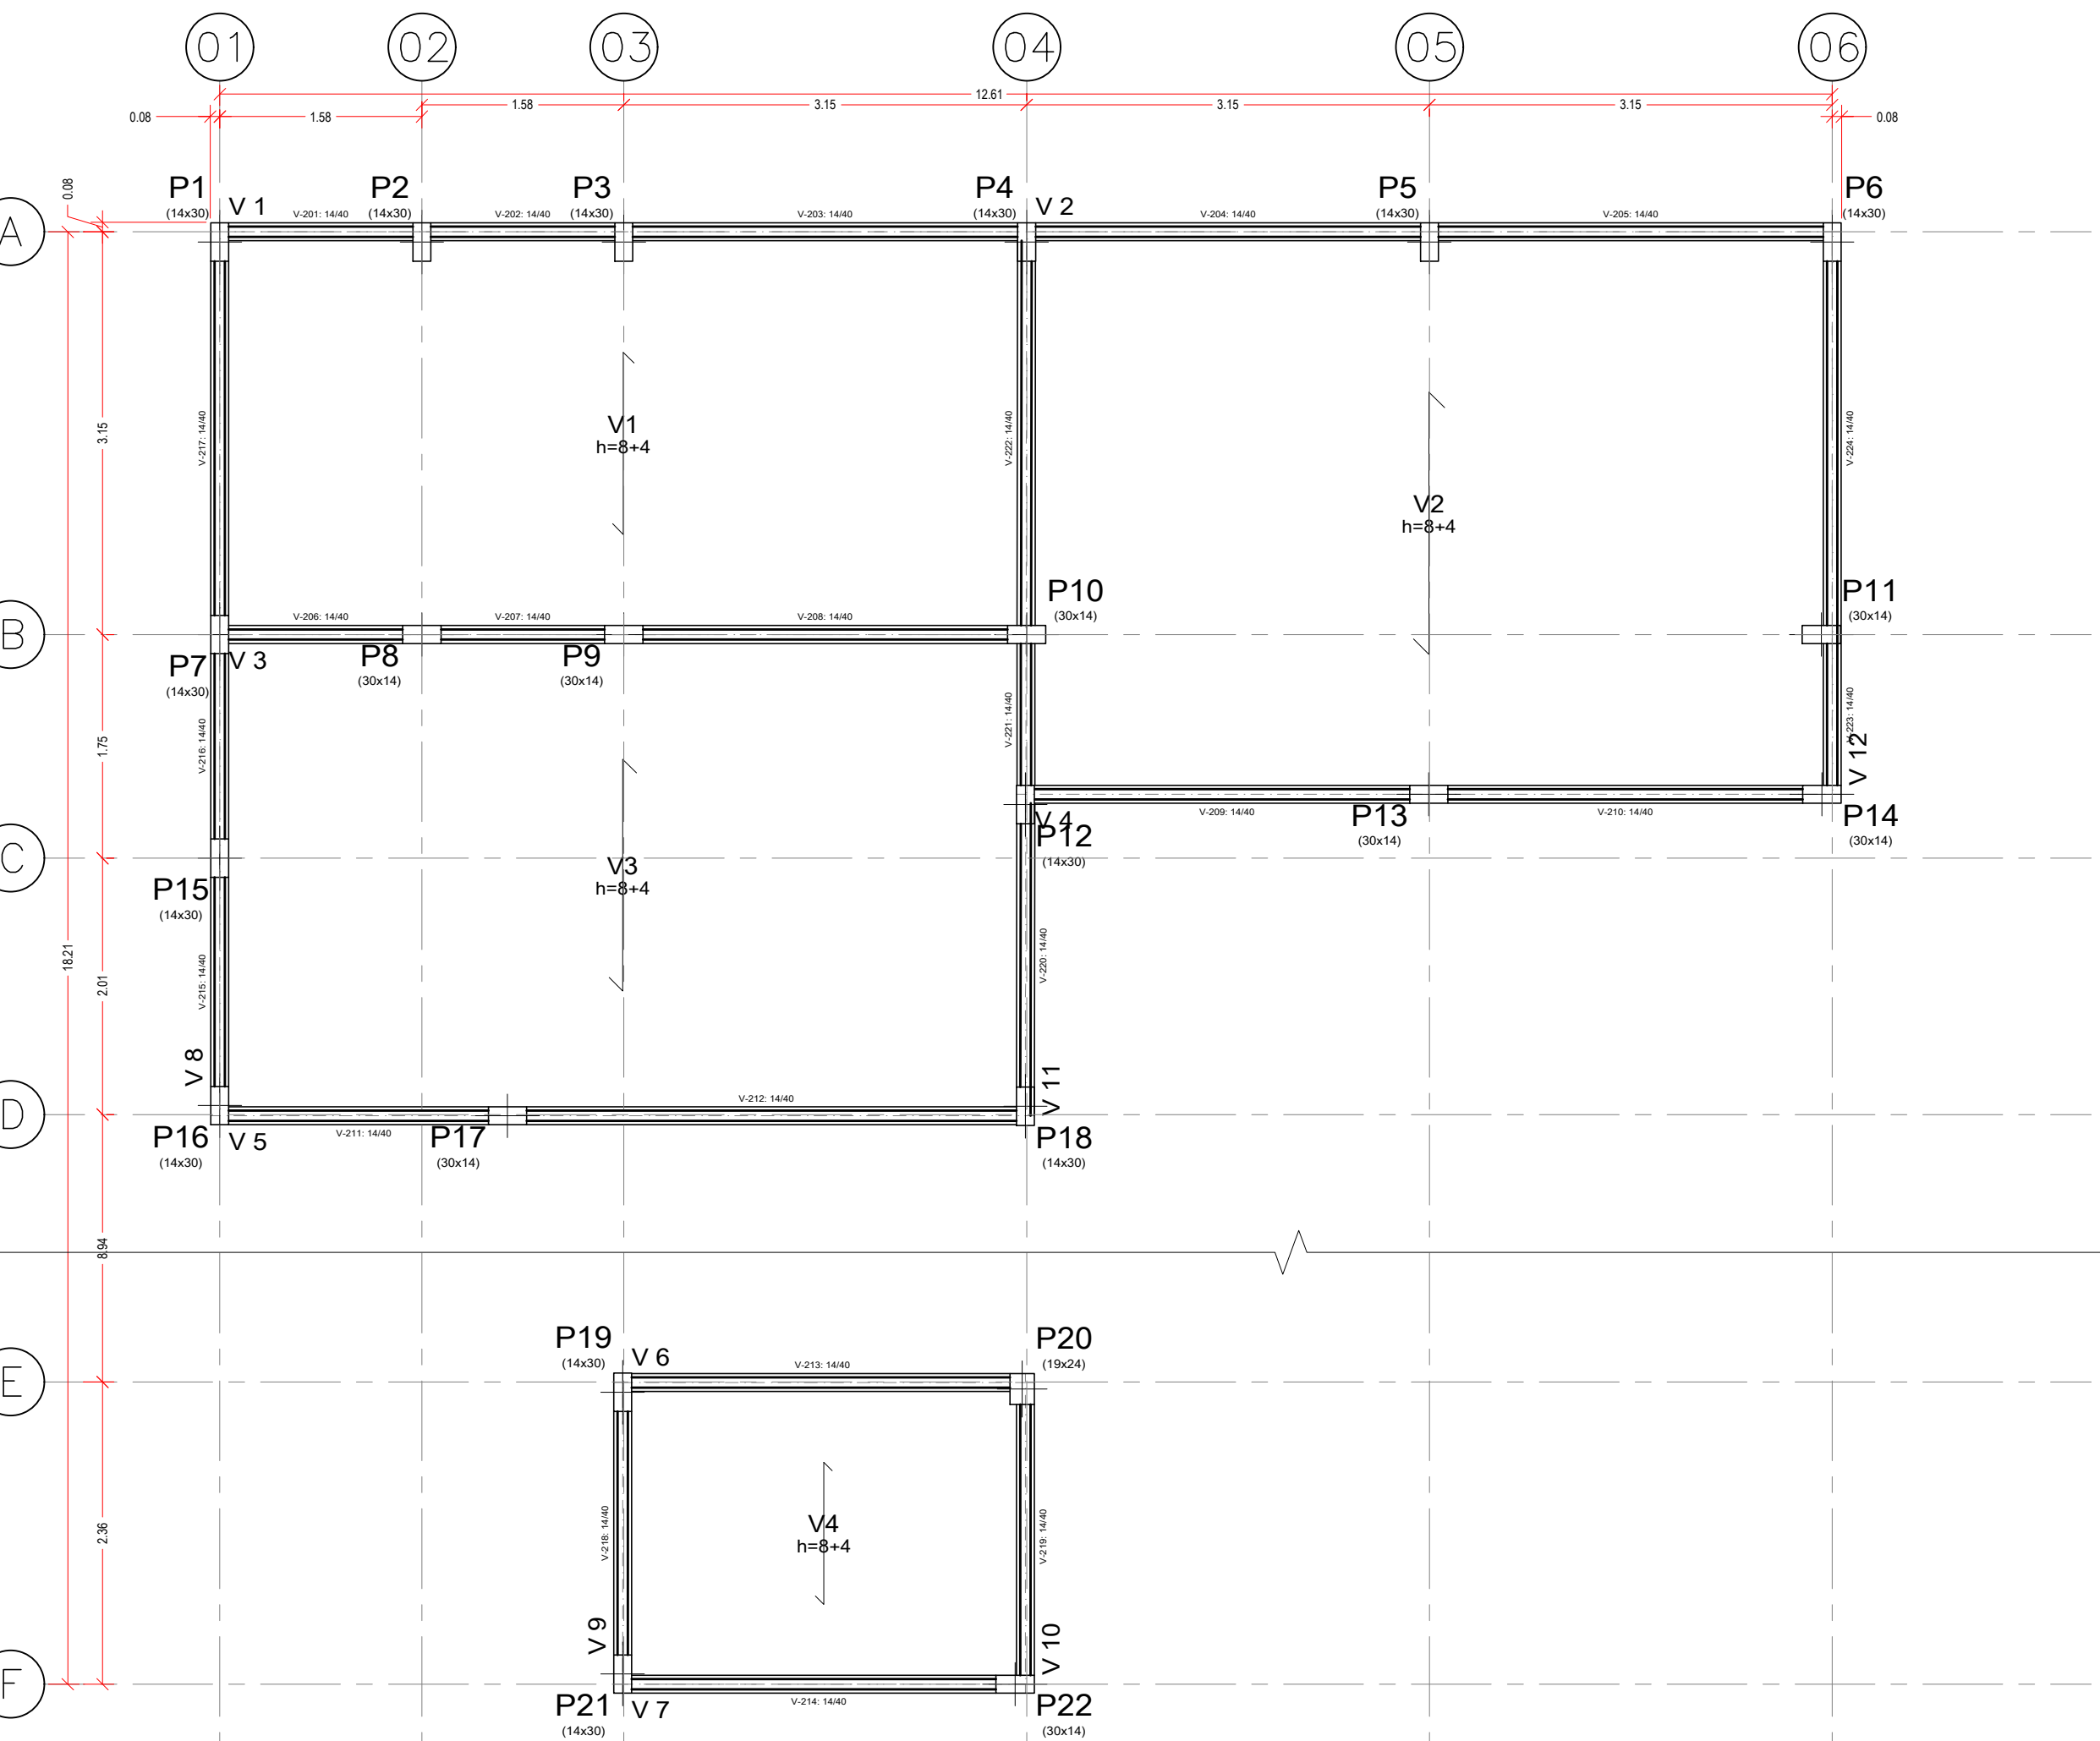 01 02 03 04 05 06
12.61
1.58 3.15 3.15 3.15
0.08 1.58 0.08
0.08
P1 P2 P3 P4 P5 P6
V 1 V 2
(14x30) V-201: 14/40 (14x30) V-202: 14/40 (14x30) V-203: 14/40 (14x30) V-204: 14/40 (14x30) V-205: 14/40 (14x30)
A
3.15
V-217: 14/40
V1
h=8+4
V-222: 14/40
V-224: 14/40
V2
h=8+4
P10 P11
(30x14) (30x14)
V-206: 14/40 V-207: 14/40 V-208: 14/40
B
P7 V 3 P8 P9
(14x30) (30x14) (30x14)
1.75
V-216: 14/40
V-221: 14/40
V-223: 14/40
V 12
V-209: 14/40 V-210: 14/40
V 4 P13 P14
P12 (30x14) (30x14)
(14x30)
C
V3
h=8+4
P15
(14x30)
18.21
2.01
V-215: 14/40
V-220: 14/40
V 8
V 11
V-212: 14/40
D
P16 V 5 V-211: 14/40 P17 P18
(14x30) (30x14) (14x30)
8.94
P19 V 6 P20
(14x30) V-213: 14/40 (19x24)
E
2.36
V-218: 14/40
V4
h=8+4
V-219: 14/40
V 9
V 10
F
P21 V 7 V-214: 14/40 P22
(14x30) (30x14)